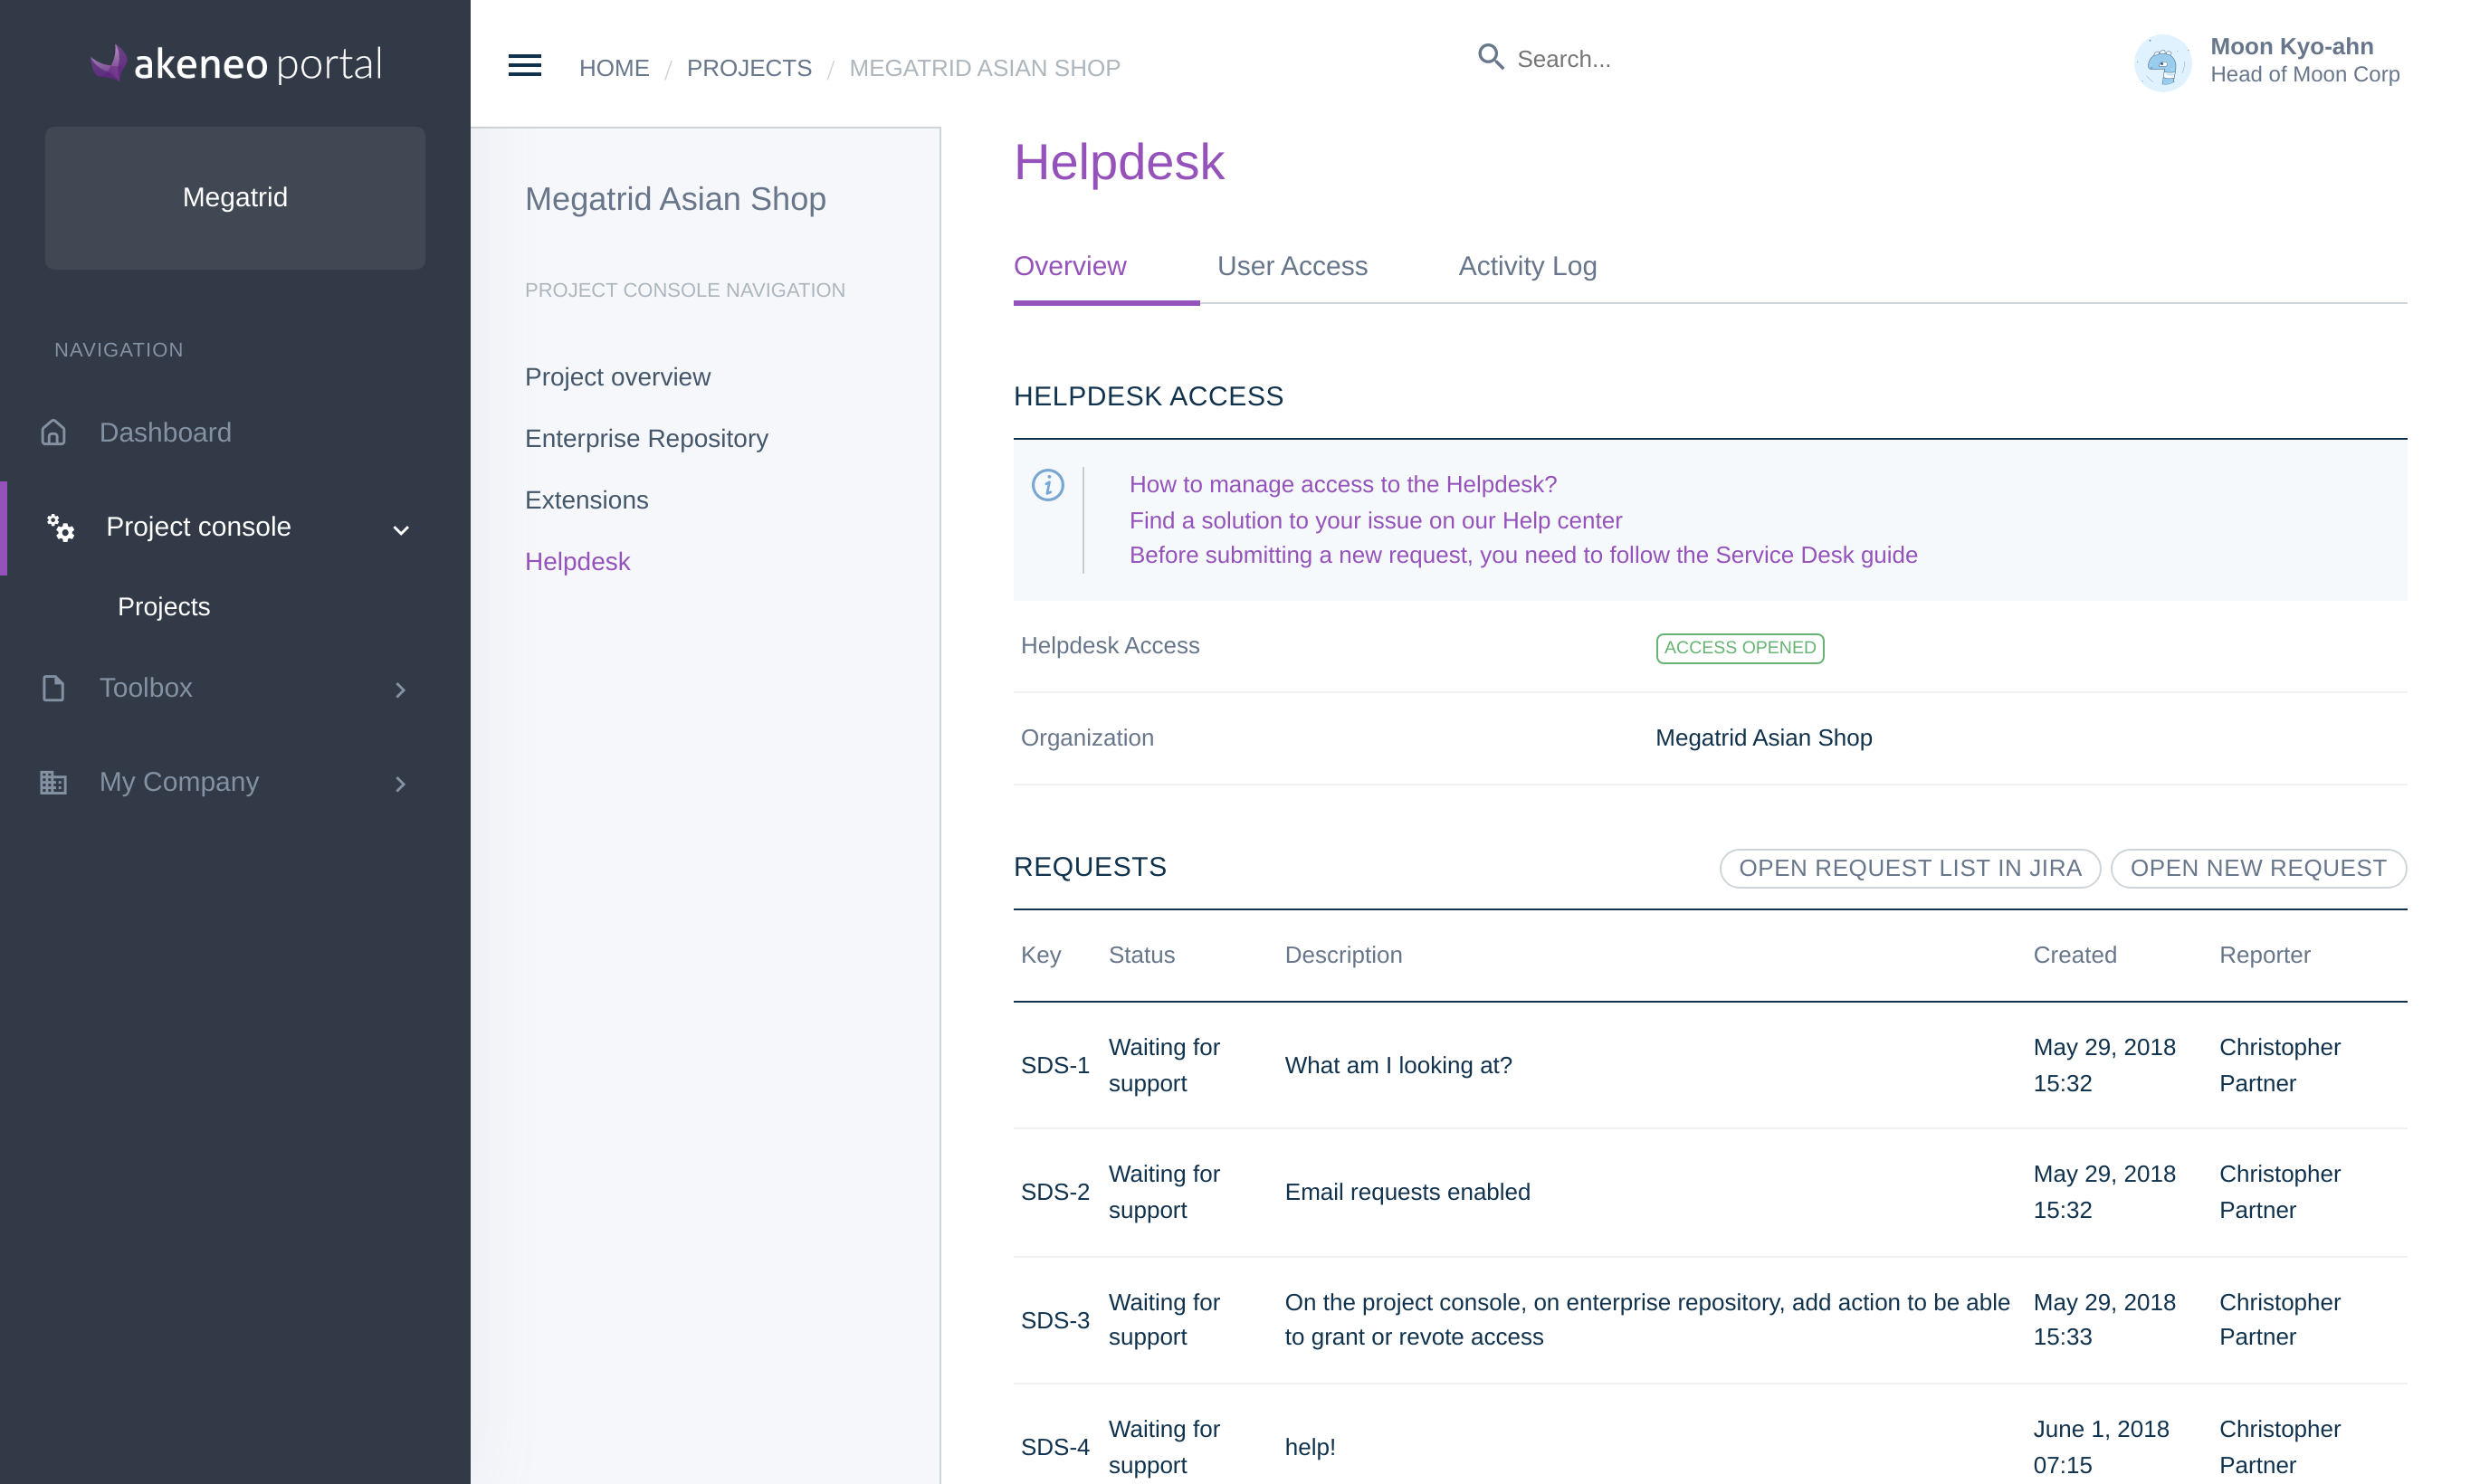 akeneo portal
Megatrid
NAVIGATION
Dashboard
Project console
Projects
Toolbox
My Company
HOME / PROJECTS / MEGATRID ASIAN SHOP
Search...
Moon Kyo-ahn
Head of Moon Corp
Megatrid Asian Shop
PROJECT CONSOLE NAVIGATION
Project overview
Enterprise Repository
Extensions
Helpdesk
Helpdesk
Overview User Access Activity Log
HELPDESK ACCESS
How to manage access to the Helpdesk?
Find a solution to your issue on our Help center
Before submitting a new request, you need to follow the Service Desk guide
Helpdesk Access ACCESS OPENED
Organization Megatrid Asian Shop
REQUESTS OPEN REQUEST LIST IN JIRA OPEN NEW REQUEST
Key Status Description Created Reporter
SDS-1 Waiting for support What am I looking at? May 29, 2018 15:32 Christopher Partner
SDS-2 Waiting for support Email requests enabled May 29, 2018 15:32 Christopher Partner
SDS-3 Waiting for support On the project console, on enterprise repository, add action to be able to grant or revote access May 29, 2018 15:33 Christopher Partner
SDS-4 Waiting for support help! June 1, 2018 07:15 Christopher Partner